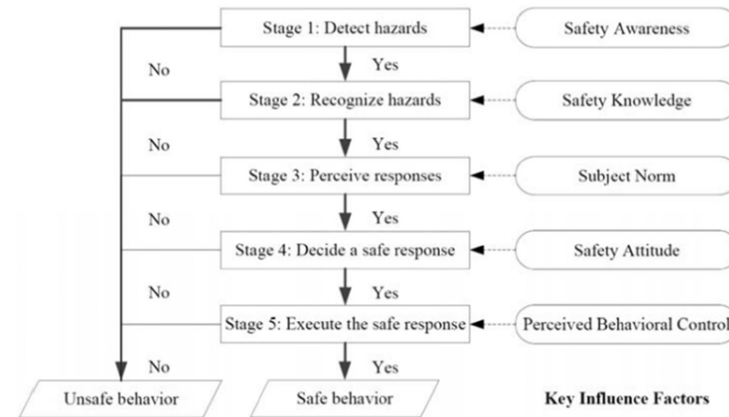 Stage 1: Detect hazards
Safety Awareness
No
Yes
Stage 2: Recognize hazards
Safety Knowledge
No
Yes
Stage 3: Perceive responses
Subject Norm
No
Yes
Stage 4: Decide a safe response
Safety Attitude
No
Yes
Stage 5: Execute the safe response
Perceived Behavioral Control
No
Yes
Unsafe behavior
Safe behavior
Key Influence Factors